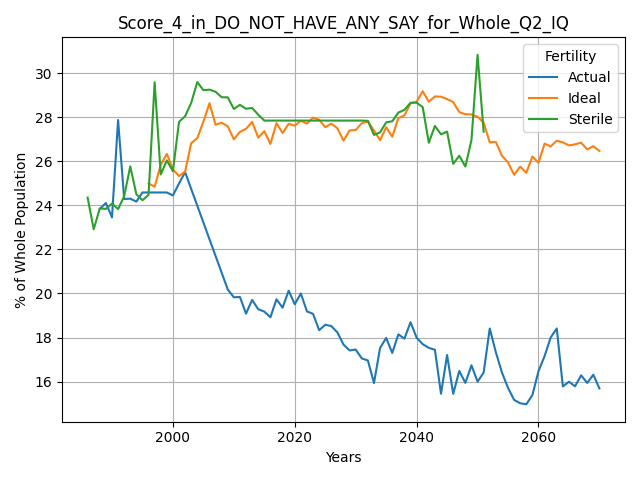 Score_4_in_DO_NOT_HAVE_ANY_SAY_for_Whole_Q2_IQ
Fertility
Actual
Ideal
Sterile
% of Whole Population
30
28
26
24
22
20
18
16
2000
2020
2040
2060
Years